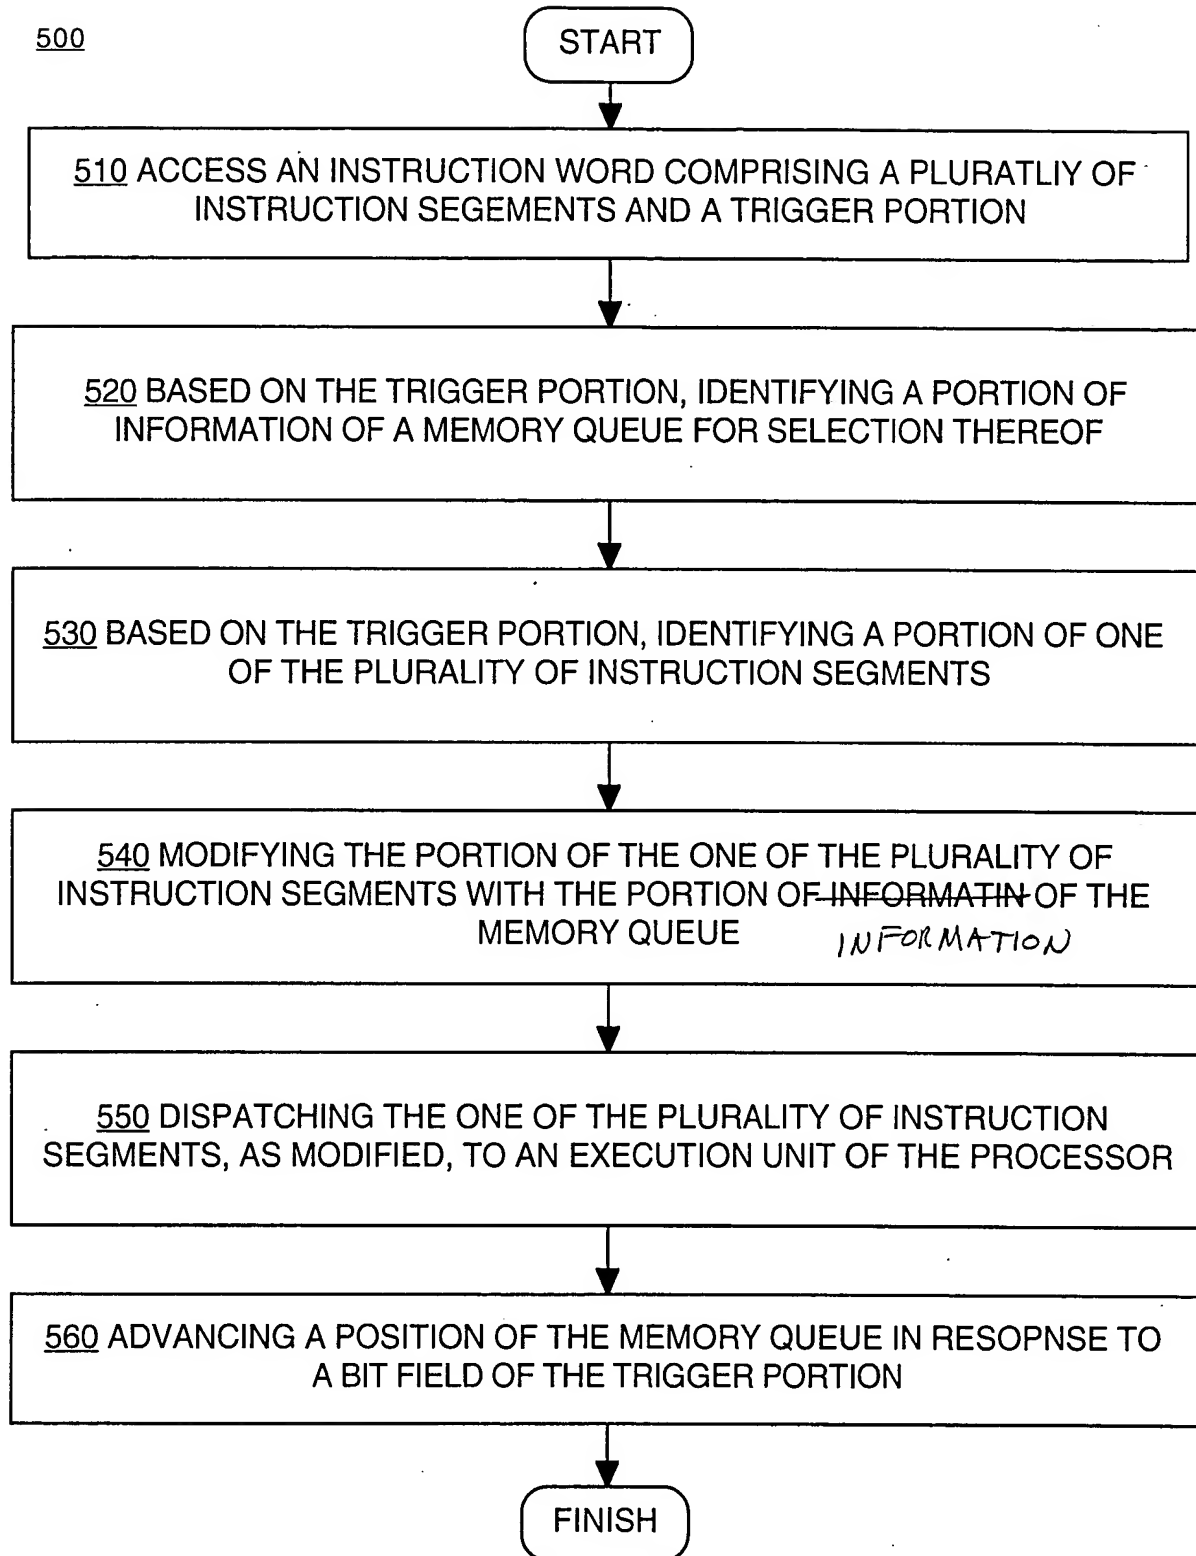 500
START
510 ACCESS AN INSTRUCTION WORD COMPRISING A PLURATLIY OF
INSTRUCTION SEGEMENTS AND A TRIGGER PORTION
520 BASED ON THE TRIGGER PORTION, IDENTIFYING A PORTION OF
INFORMATION OF A MEMORY QUEUE FOR SELECTION THEREOF
530 BASED ON THE TRIGGER PORTION, IDENTIFYING A PORTION OF ONE
OF THE PLURALITY OF INSTRUCTION SEGMENTS
540 MODIFYING THE PORTION OF THE ONE OF THE PLURALITY OF
INSTRUCTION SEGMENTS WITH THE PORTION OF INFORMATIN OF THE
MEMORY QUEUE INFORMATION
550 DISPATCHING THE ONE OF THE PLURALITY OF INSTRUCTION
SEGMENTS, AS MODIFIED, TO AN EXECUTION UNIT OF THE PROCESSOR
560 ADVANCING A POSITION OF THE MEMORY QUEUE IN RESOPNSE TO
A BIT FIELD OF THE TRIGGER PORTION
FINISH